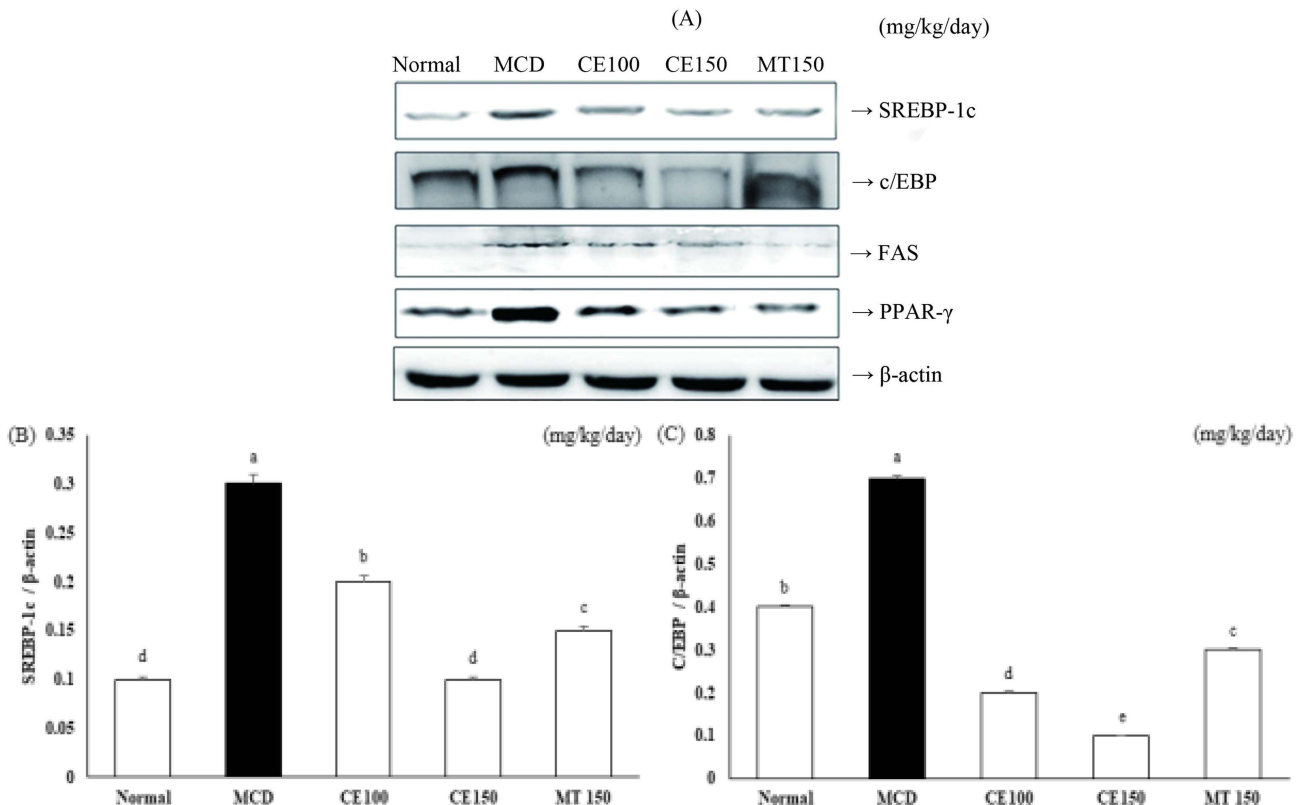 (A)
(mg/kg/day)
Normal MCD CE100 CE150 MT150
→ SREBP-1c
→ c/EBP
→ FAS
→ PPAR-γ
→ β-actin
(B)
(mg/kg/day)
SREBP-1c / β-actin
0.35
0.3
0.25
0.2
0.15
0.1
0.05
0
d
a
b
d
c
Normal MCD CE100 CE150 MT 150
(C)
(mg/kg/day)
C/EBP / β-actin
0.8
0.7
0.6
0.5
0.4
0.3
0.2
0.1
0
b
a
d
e
c
Normal MCD CE100 CE150 MT 150